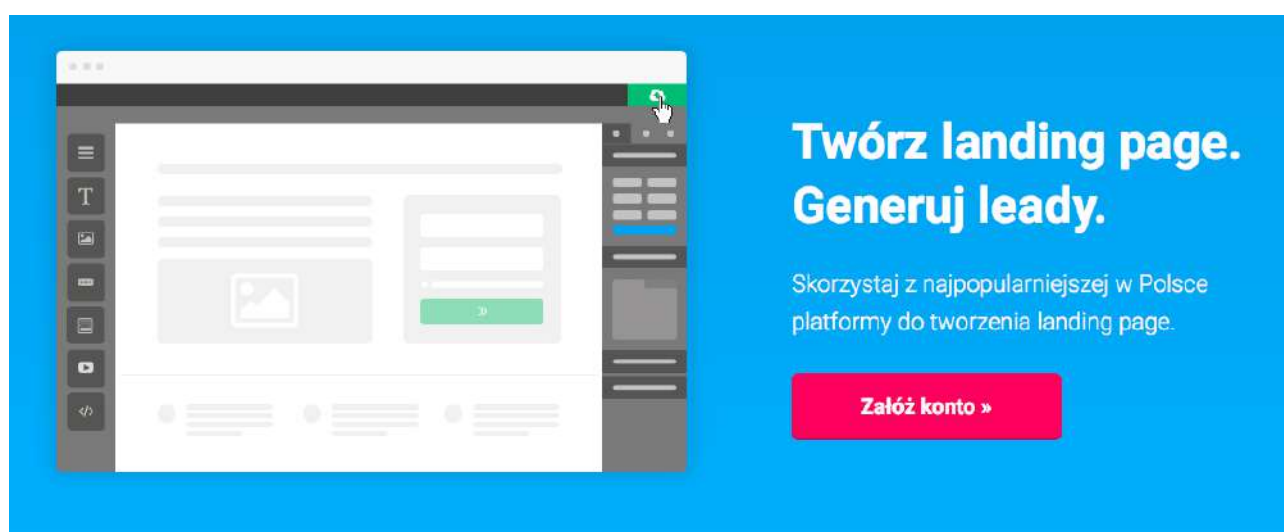 T
</>
Twórz landing page.
Generuj leady.
Skorzystaj z najpopularniejszej w Polsce
platformy do tworzenia landing page.
Załóż konto »